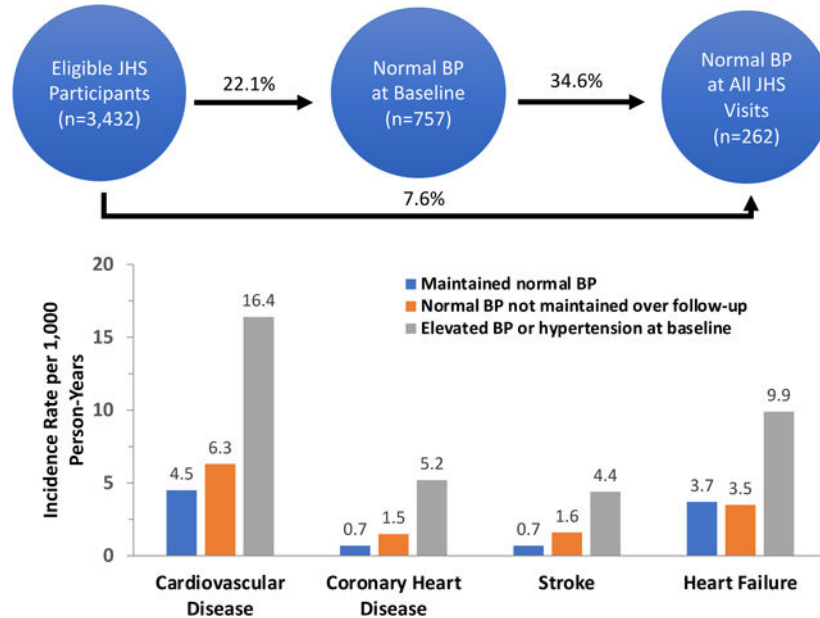 Eligible JHS
Participants
(n=3,432)
22.1%
Normal BP
at Baseline
(n=757)
34.6%
Normal BP
at All JHS
Visits
(n=262)
7.6%
Incidence Rate per 1,000
Person-Years
20
15
10
5
0
Maintained normal BP
Normal BP not maintained over follow-up
Elevated BP or hypertension at baseline
4.5
6.3
16.4
0.7
1.5
5.2
0.7
1.6
4.4
3.7
3.5
9.9
Cardiovascular
Disease
Coronary Heart
Disease
Stroke
Heart Failure